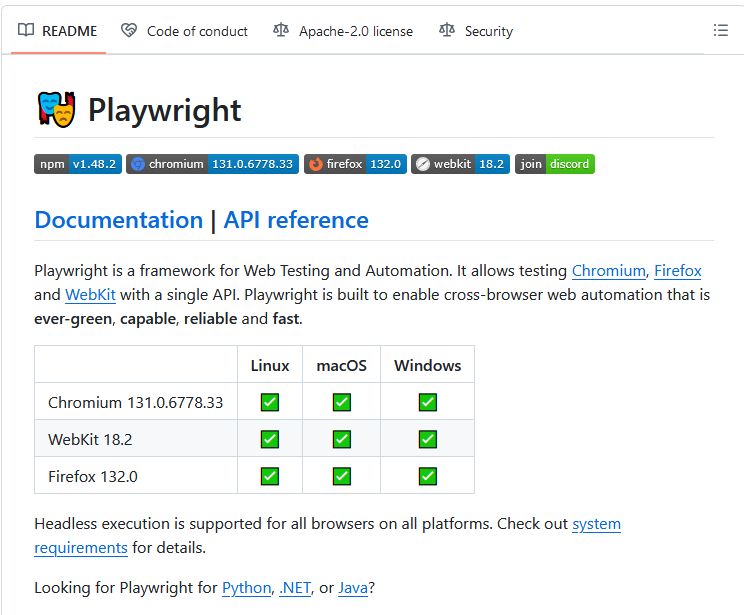 README Code of conduct Apache-2.0 license Security
Playwright
npm v1.48.2 chromium 131.0.6778.33 firefox 132.0 webkit 18.2 join discord
Documentation | API reference
Playwright is a framework for Web Testing and Automation. It allows testing Chromium, Firefox
and WebKit with a single API. Playwright is built to enable cross-browser web automation that is
ever-green, capable, reliable and fast.
Linux macOS Windows
Chromium 131.0.6778.33 ✅ ✅ ✅
WebKit 18.2 ✅ ✅ ✅
Firefox 132.0 ✅ ✅ ✅
Headless execution is supported for all browsers on all platforms. Check out system
requirements for details.
Looking for Playwright for Python, .NET, or Java?